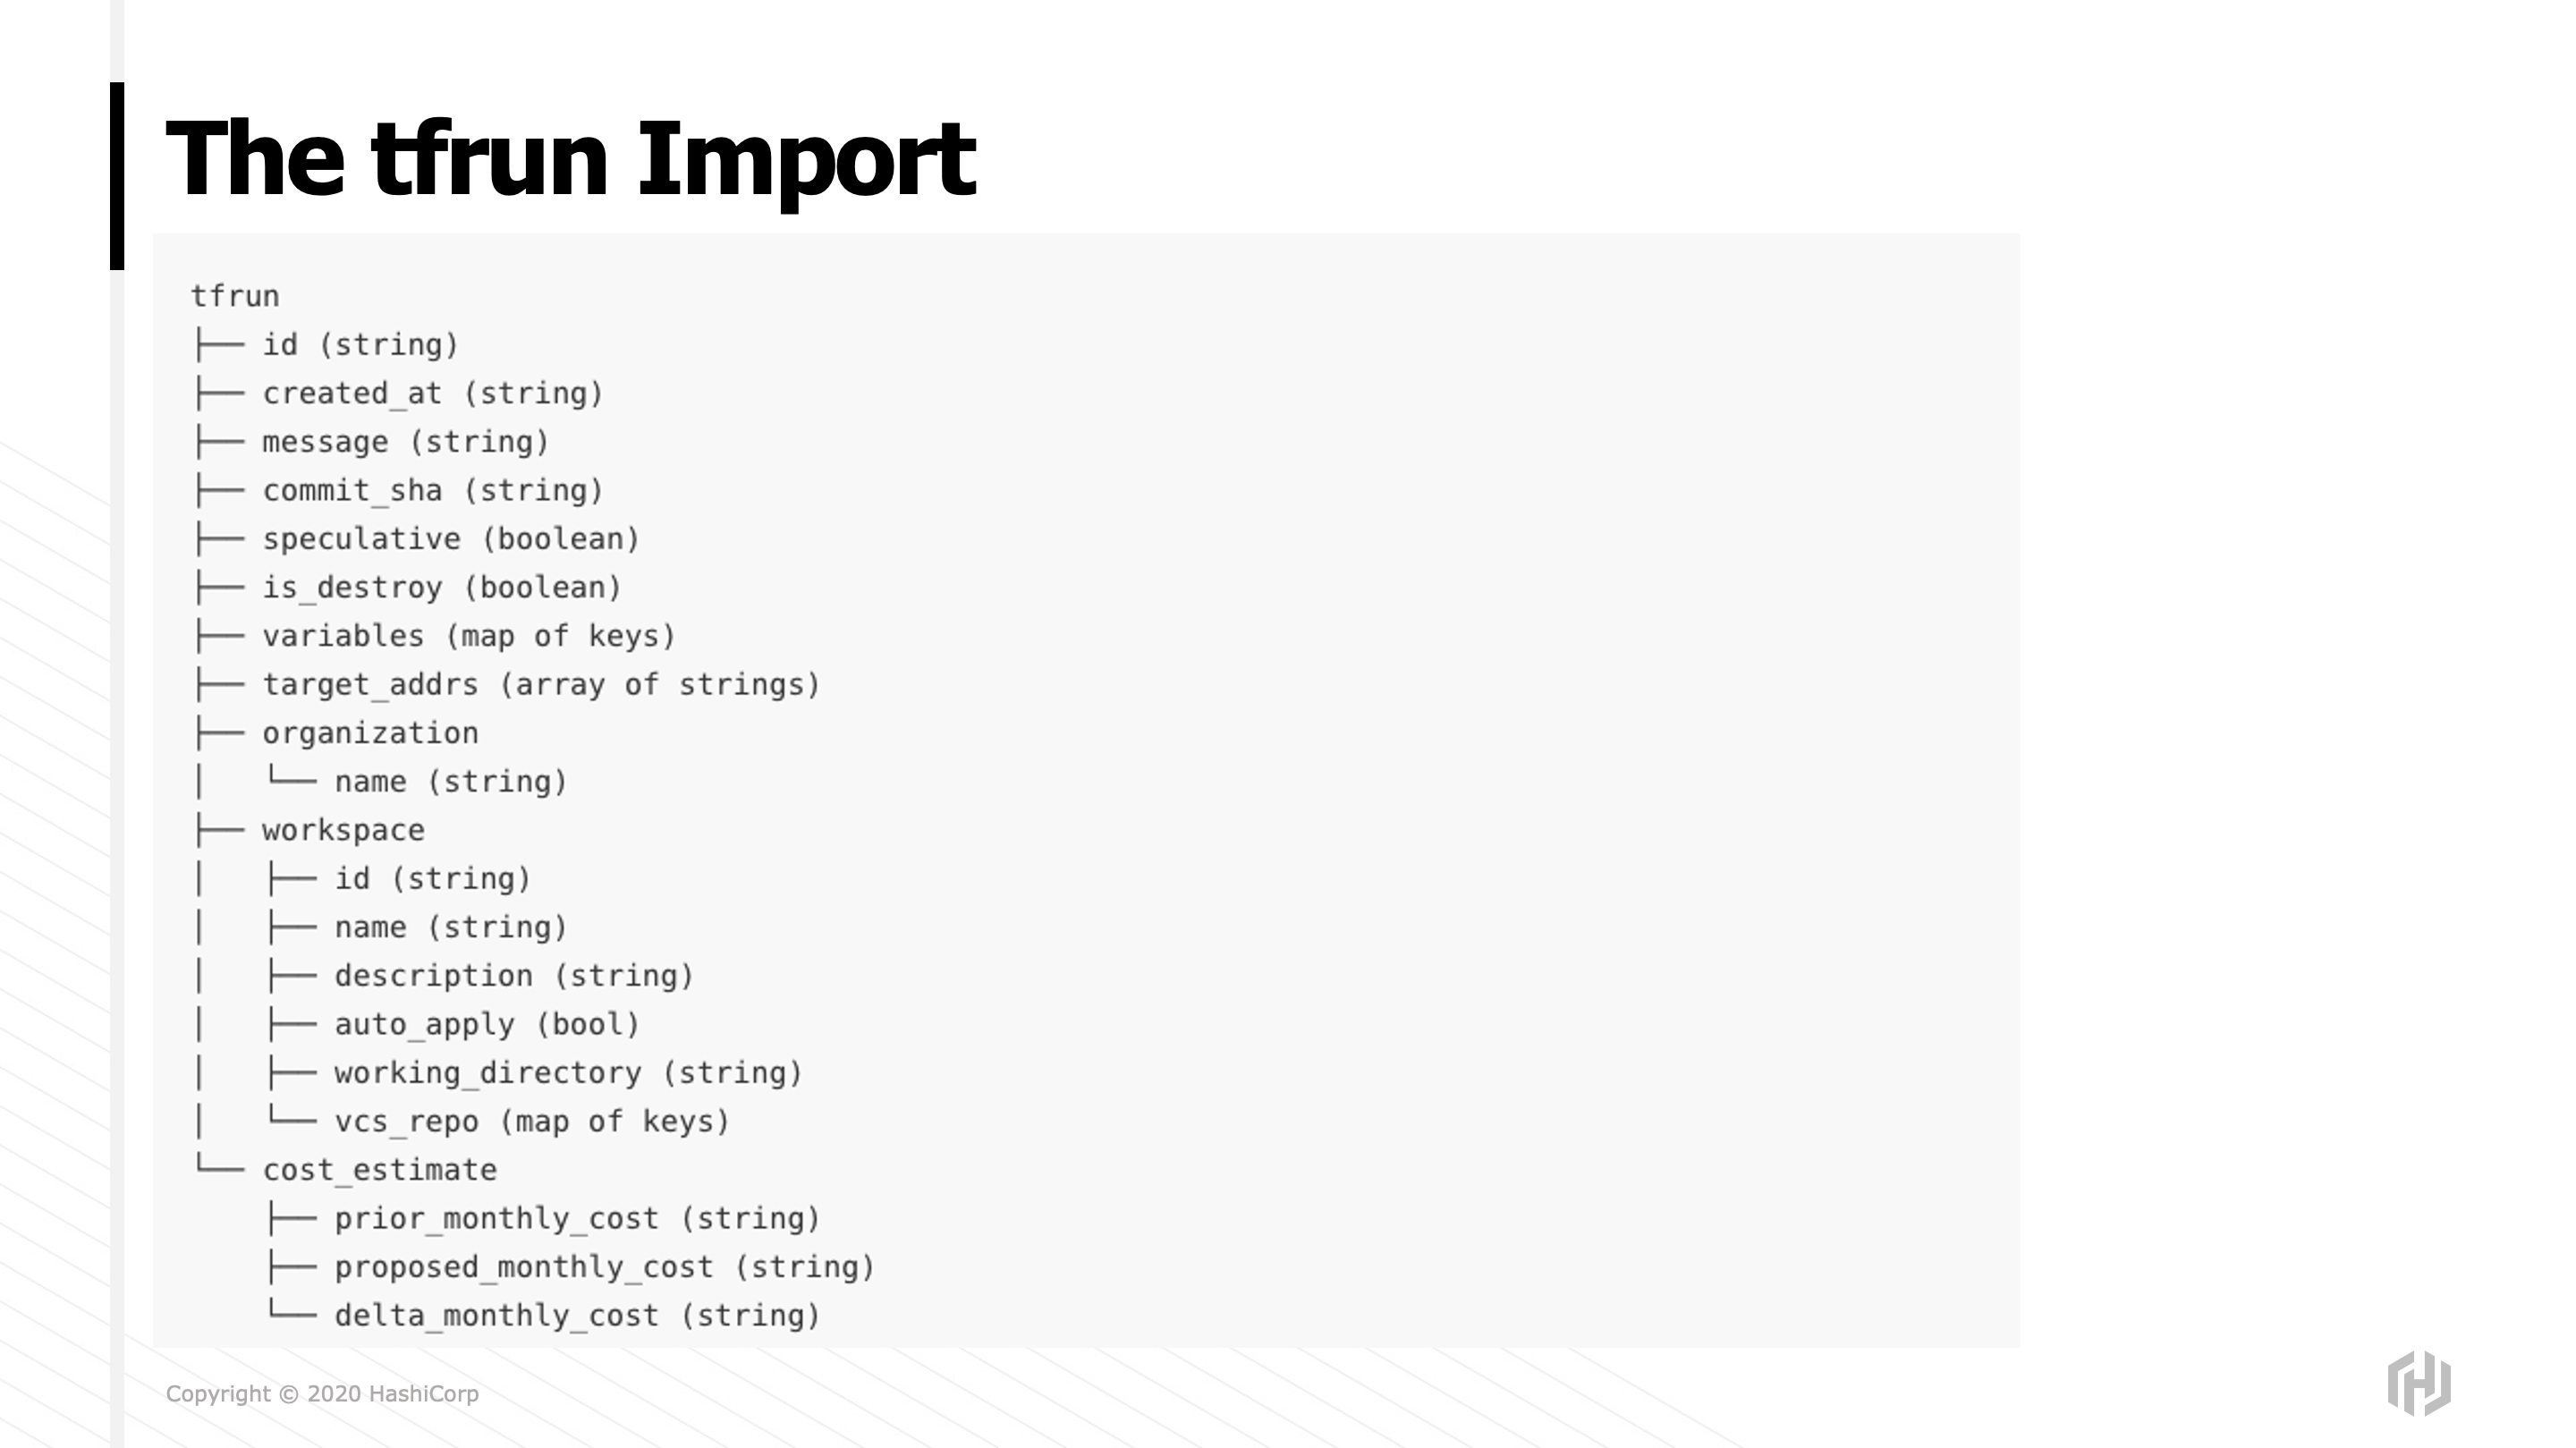 The tfrun Import
tfrun
├── id (string)
├── created_at (string)
├── message (string)
├── commit_sha (string)
├── speculative (boolean)
├── is_destroy (boolean)
├── variables (map of keys)
├── target_addrs (array of strings)
├── organization
│   └── name (string)
├── workspace
│   ├── id (string)
│   ├── name (string)
│   ├── description (string)
│   ├── auto_apply (bool)
│   ├── working_directory (string)
│   └── vcs_repo (map of keys)
└── cost_estimate
    ├── prior_monthly_cost (string)
    ├── proposed_monthly_cost (string)
    └── delta_monthly_cost (string)
Copyright © 2020 HashiCorp